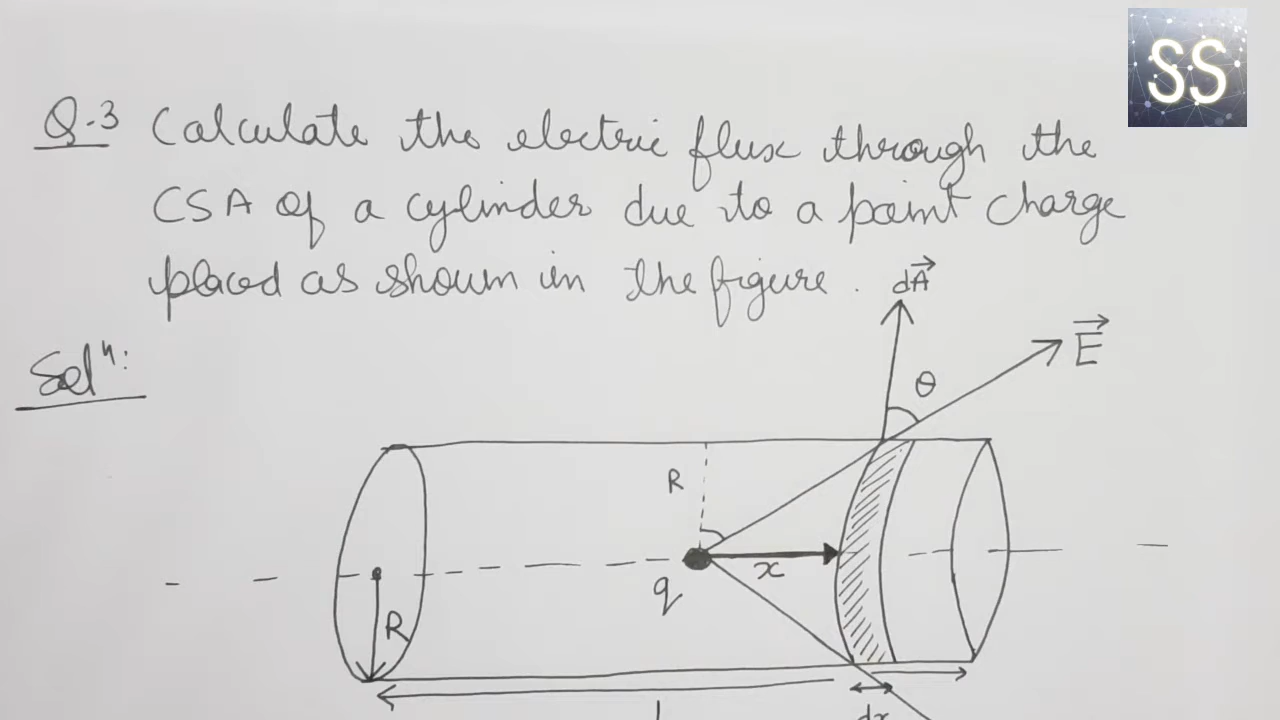 SS
Q.3 Calculate the electric flux through the
CSA of a cylinder due to a point charge
placed as shown in the figure.
dA
Solⁿ:
E
θ
R
x
q
R
l
dx